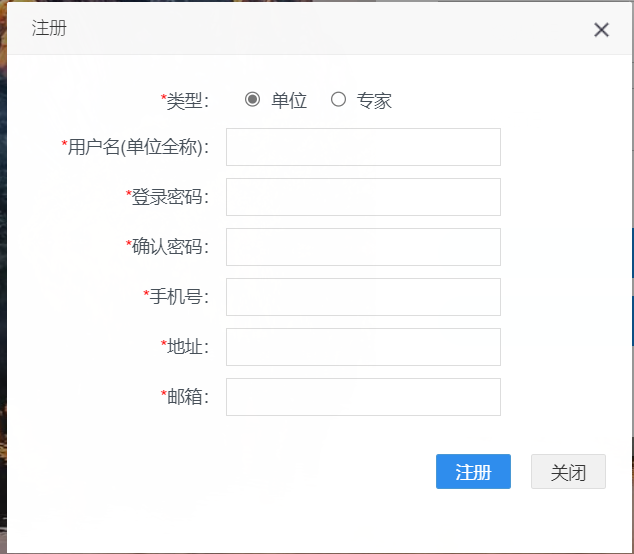 注册
*类型： 单位 专家
*用户名(单位全称)：
*登录密码：
*确认密码：
*手机号：
*地址：
*邮箱：
注册 关闭